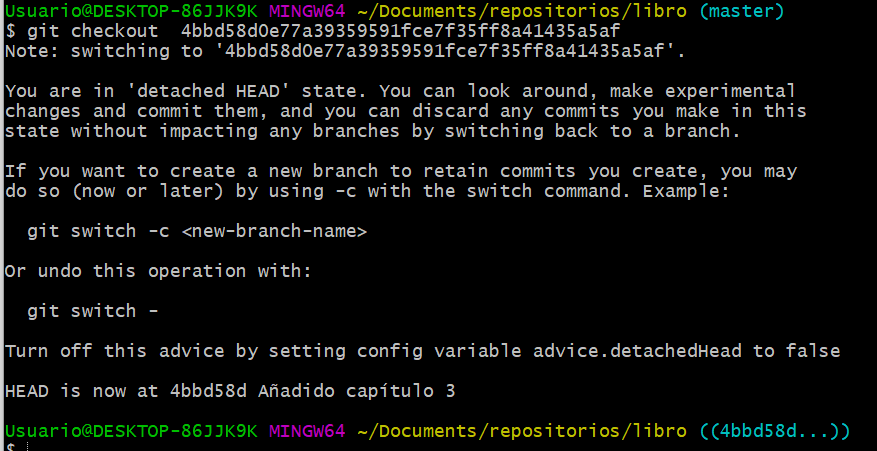 Usuario@DESKTOP-86JJK9K MINGW64 ~/Documents/repositorios/libro (master)
$ git checkout  4bbd58d0e77a39359591fce7f35ff8a41435a5af
Note: switching to '4bbd58d0e77a39359591fce7f35ff8a41435a5af'.
You are in 'detached HEAD' state. You can look around, make experimental
changes and commit them, and you can discard any commits you make in this
state without impacting any branches by switching back to a branch.
If you want to create a new branch to retain commits you create, you may
do so (now or later) by using -c with the switch command. Example:
git switch -c <new-branch-name>
Or undo this operation with:
git switch -
Turn off this advice by setting config variable advice.detachedHead to false
HEAD is now at 4bbd58d Añadido capítulo 3
Usuario@DESKTOP-86JJK9K MINGW64 ~/Documents/repositorios/libro ((4bbd58d...))
$